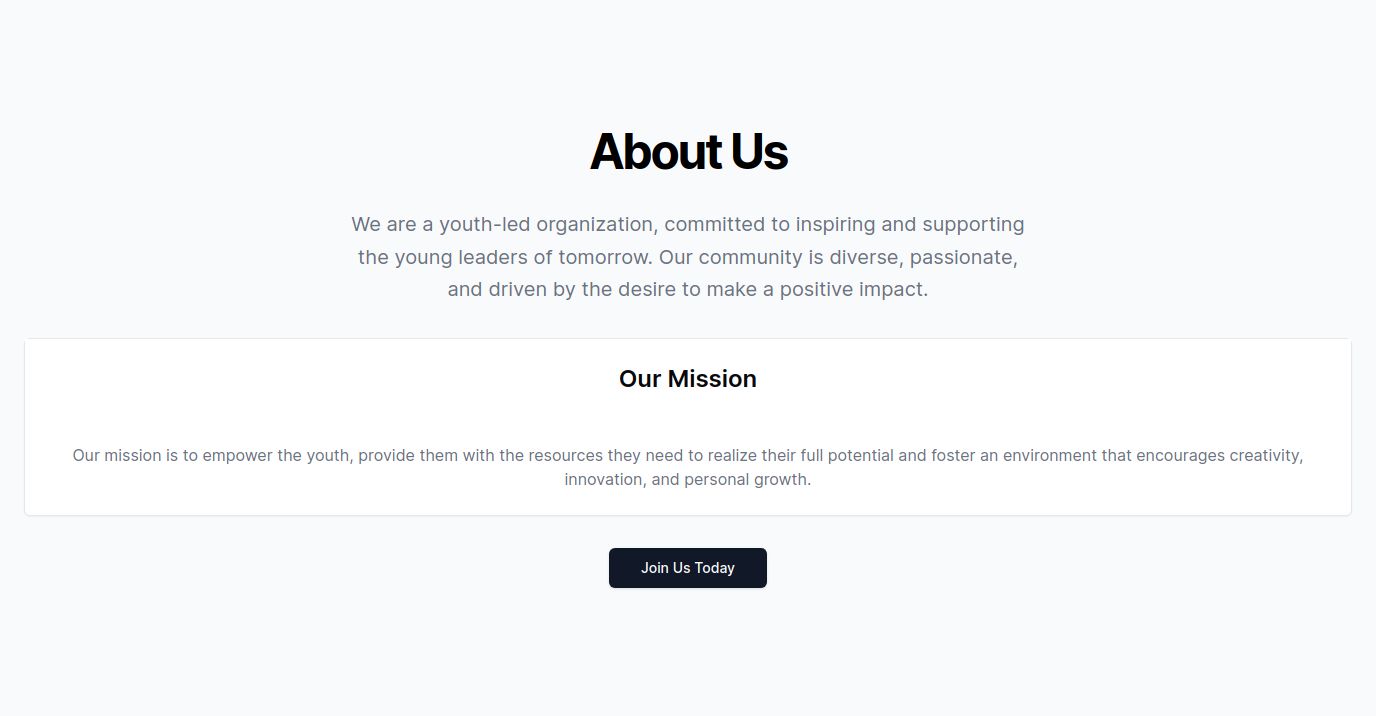 About Us
We are a youth-led organization, committed to inspiring and supporting
the young leaders of tomorrow. Our community is diverse, passionate,
and driven by the desire to make a positive impact.
Our Mission
Our mission is to empower the youth, provide them with the resources they need to realize their full potential and foster an environment that encourages creativity,
innovation, and personal growth.
Join Us Today